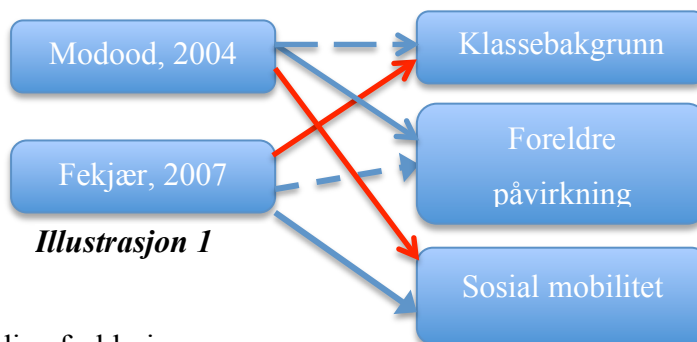 Modood, 2004
Klassebakgrunn
Foreldre
påvirkning
Fekjær, 2007
Illustrasjon 1
Sosial mobilitet